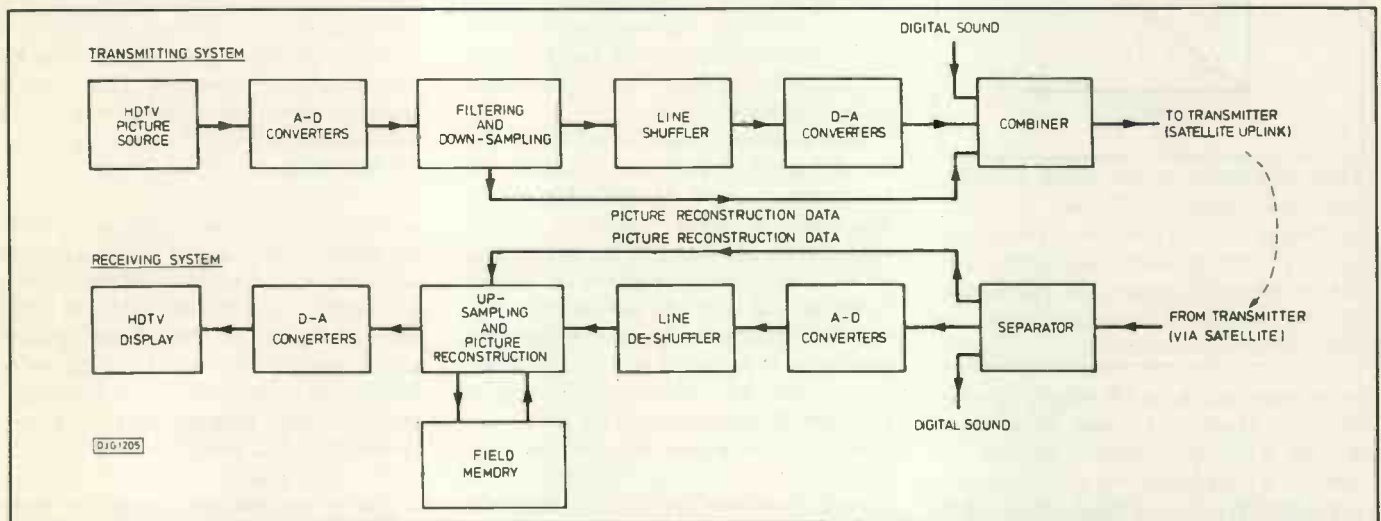 DIGITAL SOUND
TRANSMITTING SYSTEM
HDTV
PICTURE
SOURCE
A-D
CONVERTERS
FILTERING
AND
DOWN-SAMPLING
LINE
SHUFFLER
D-A
CONVERTERS
COMBINER
TO TRANSMITTER
(SATELLITE UPLINK)
PICTURE RECONSTRUCTION DATA
PICTURE RECONSTRUCTION DATA
RECEIVING SYSTEM
HDTV
DISPLAY
D-A
CONVERTERS
UP-
SAMPLING
AND
PICTURE
RECONSTRUCTION
LINE
DE-SHUFFLER
A-D
CONVERTERS
SEPARATOR
FROM TRANSMITTER
(VIA SATELLITE)
DIGITAL SOUND
FIELD
MEMORY
DJG1205